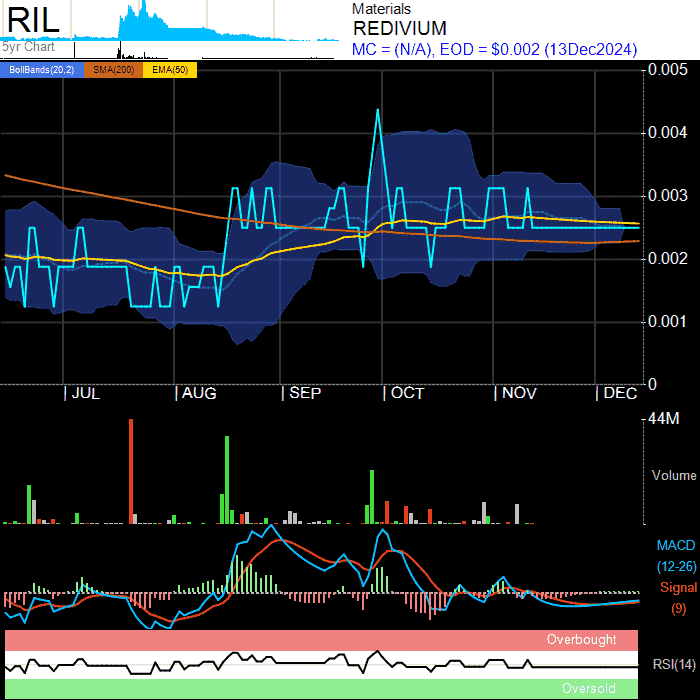 RIL
5yr Chart
Materials
REDIVIUM
MC = (N/A), EOD = $0.002 (13Dec2024)
BollBands(20,2) SMA(200) EMA(50)
0.005
0.004
0.003
0.002
0.001
0
JUL AUG SEP OCT NOV DEC
44M
Volume
MACD
(12-26)
Signal
(9)
Overbought
RSI(14)
Oversold